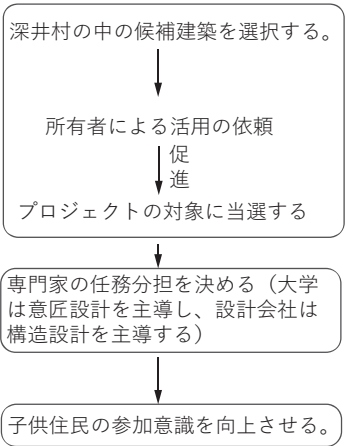 深井村の中の候補建築を選択する。
所有者による活用の依頼
促
進
プロジェクトの対象に当選する
専門家の任務分担を決める（大学
は意匠設計を主導し、設計会社は
構造設計を主導する）
子供住民の参加意識を向上させる。